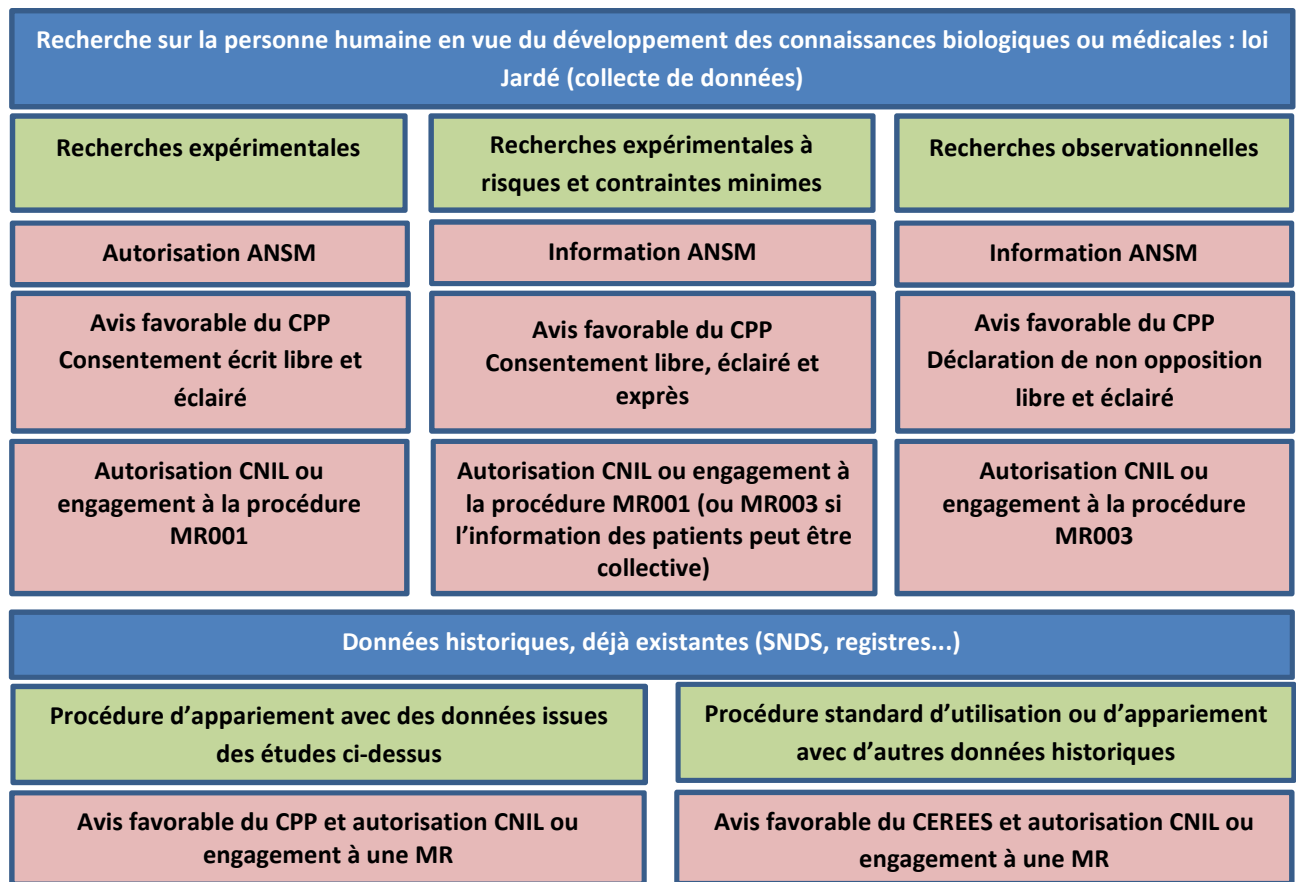 Recherche sur la personne humaine en vue du développement des connaissances biologiques ou médicales : loi
Jardé (collecte de données)
Recherches expérimentales
Recherches expérimentales à
risques et contraintes minimes
Recherches observationnelles
Autorisation ANSM
Information ANSM
Information ANSM
Avis favorable du CPP
Consentement écrit libre et
éclairé
Avis favorable du CPP
Consentement libre, éclairé et
exprès
Avis favorable du CPP
Déclaration de non opposition
libre et éclairé
Autorisation CNIL ou
engagement à la procédure
MR001
Autorisation CNIL ou engagement à
la procédure MR001 (ou MR003 si
l’information des patients peut être
collective)
Autorisation CNIL ou
engagement à la procédure
MR003
Données historiques, déjà existantes (SNDS, registres...)
Procédure d’appariement avec des données issues
des études ci-dessus
Procédure standard d’utilisation ou d’appariement
avec d’autres données historiques
Avis favorable du CPP et autorisation CNIL ou
engagement à une MR
Avis favorable du CEREES et autorisation CNIL ou
engagement à une MR